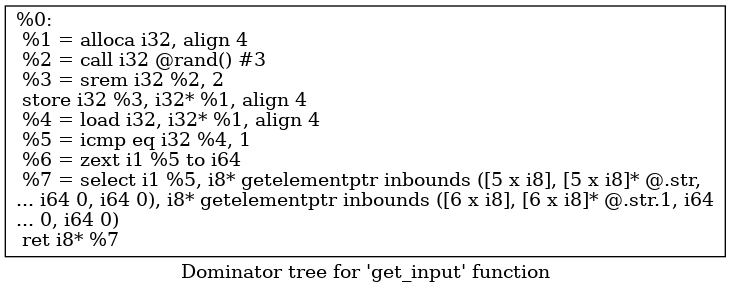 %0:
%1 = alloca i32, align 4
%2 = call i32 @rand() #3
%3 = srem i32 %2, 2
store i32 %3, i32* %1, align 4
%4 = load i32, i32* %1, align 4
%5 = icmp eq i32 %4, 1
%6 = zext i1 %5 to i64
%7 = select i1 %5, i8* getelementptr inbounds ([5 x i8], [5 x i8]* @.str,
... i64 0, i64 0), i8* getelementptr inbounds ([6 x i8], [6 x i8]* @.str.1, i64
... 0, i64 0)
ret i8* %7
Dominator tree for 'get_input' function